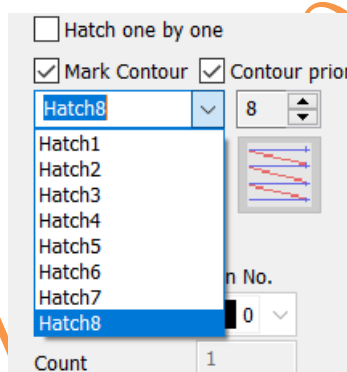 Hatch one by one
Mark Contour Contour prior
Hatch8 8
Hatch1
Hatch2
Hatch3
Hatch4
Hatch5
Hatch6
Hatch7
Hatch8
n No.
0
Count 1